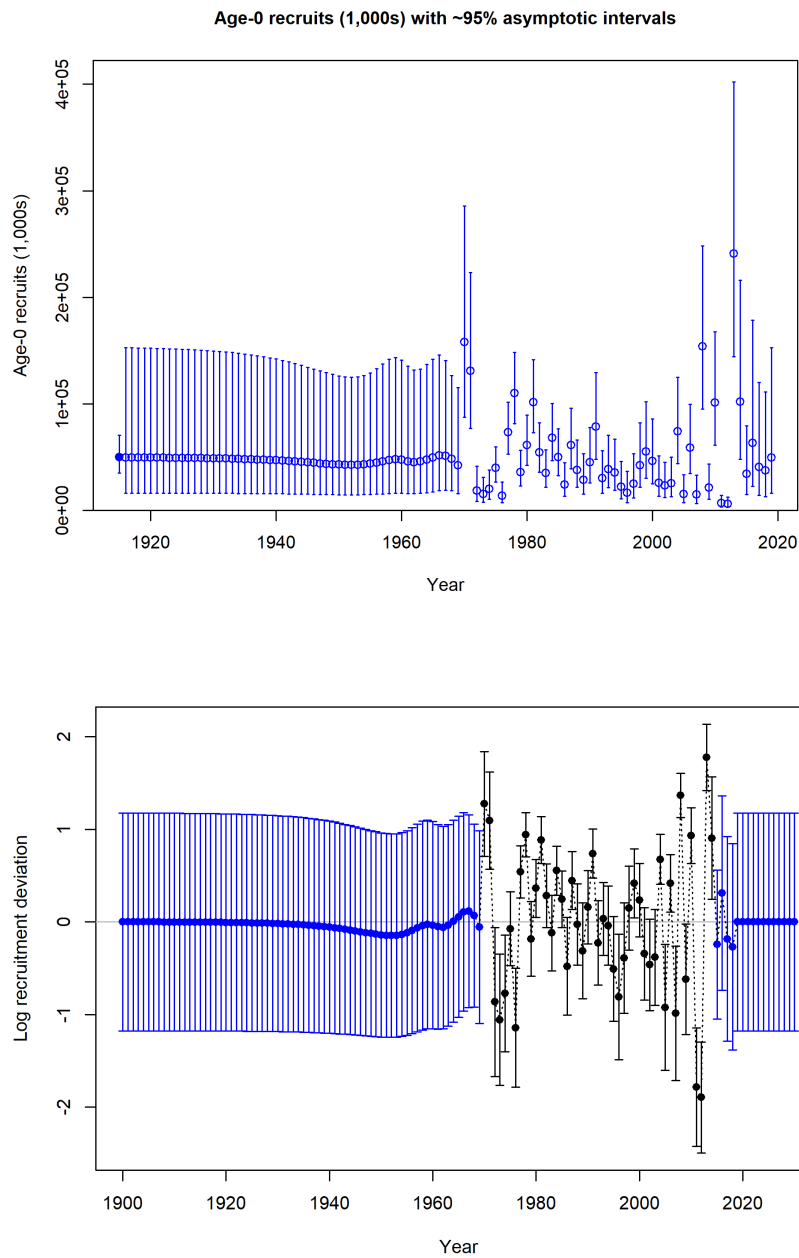 Age-0 recruits (1,000s) with ~95% asymptotic intervals
Age-0 recruits (1,000s)
4e+05
3e+05
2e+05
1e+05
0e+00
1920 1940 1960 1980 2000 2020
Year
Log recruitment deviation
2
1
0
-1
-2
1900 1920 1940 1960 1980 2000 2020
Year